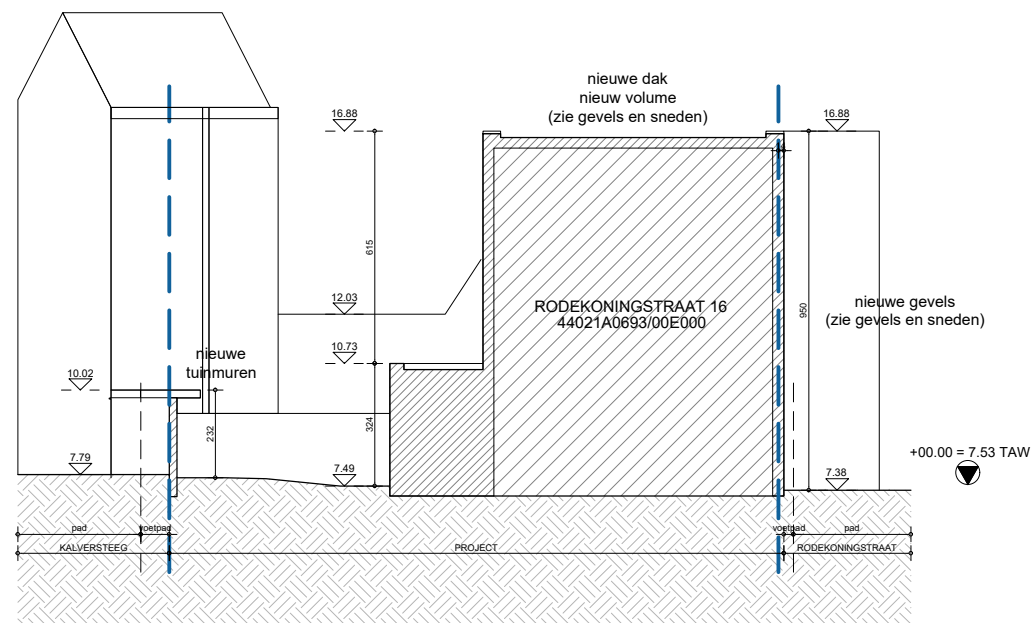 nieuwe dak
nieuw volume
(zie gevels en sneden)
16.88
16.88
615
12.03
RODEKONINGSTRAAT 16
44021A0693/00E000
950
nieuwe gevels
(zie gevels en sneden)
nieuwe
tuinmuren
10.73
10.02
232
324
7.79
7.49
7.38
+00.00 = 7.53 TAW
pad
voetpad
voetpad
pad
KALVERSTEEG
PROJECT
RODEKONINGSTRAAT